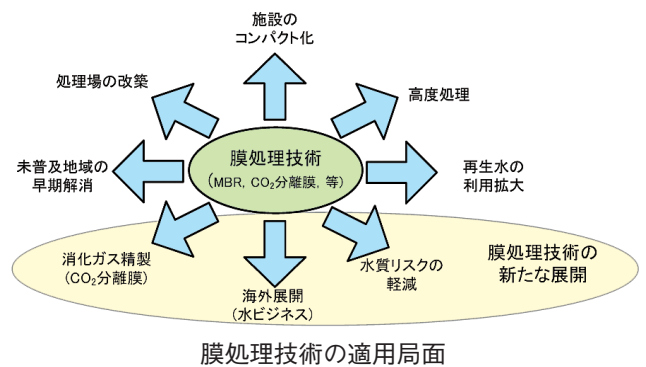 施設の
コンパクト化
処理場の改築
高度処理
未普及地域の
早期解消
膜処理技術
(MBR, CO₂分離膜, 等)
再生水の
利用拡大
消化ガス精製
(CO₂分離膜)
海外展開
(水ビジネス)
水質リスクの
軽減
膜処理技術の
新たな展開
膜処理技術の適用局面